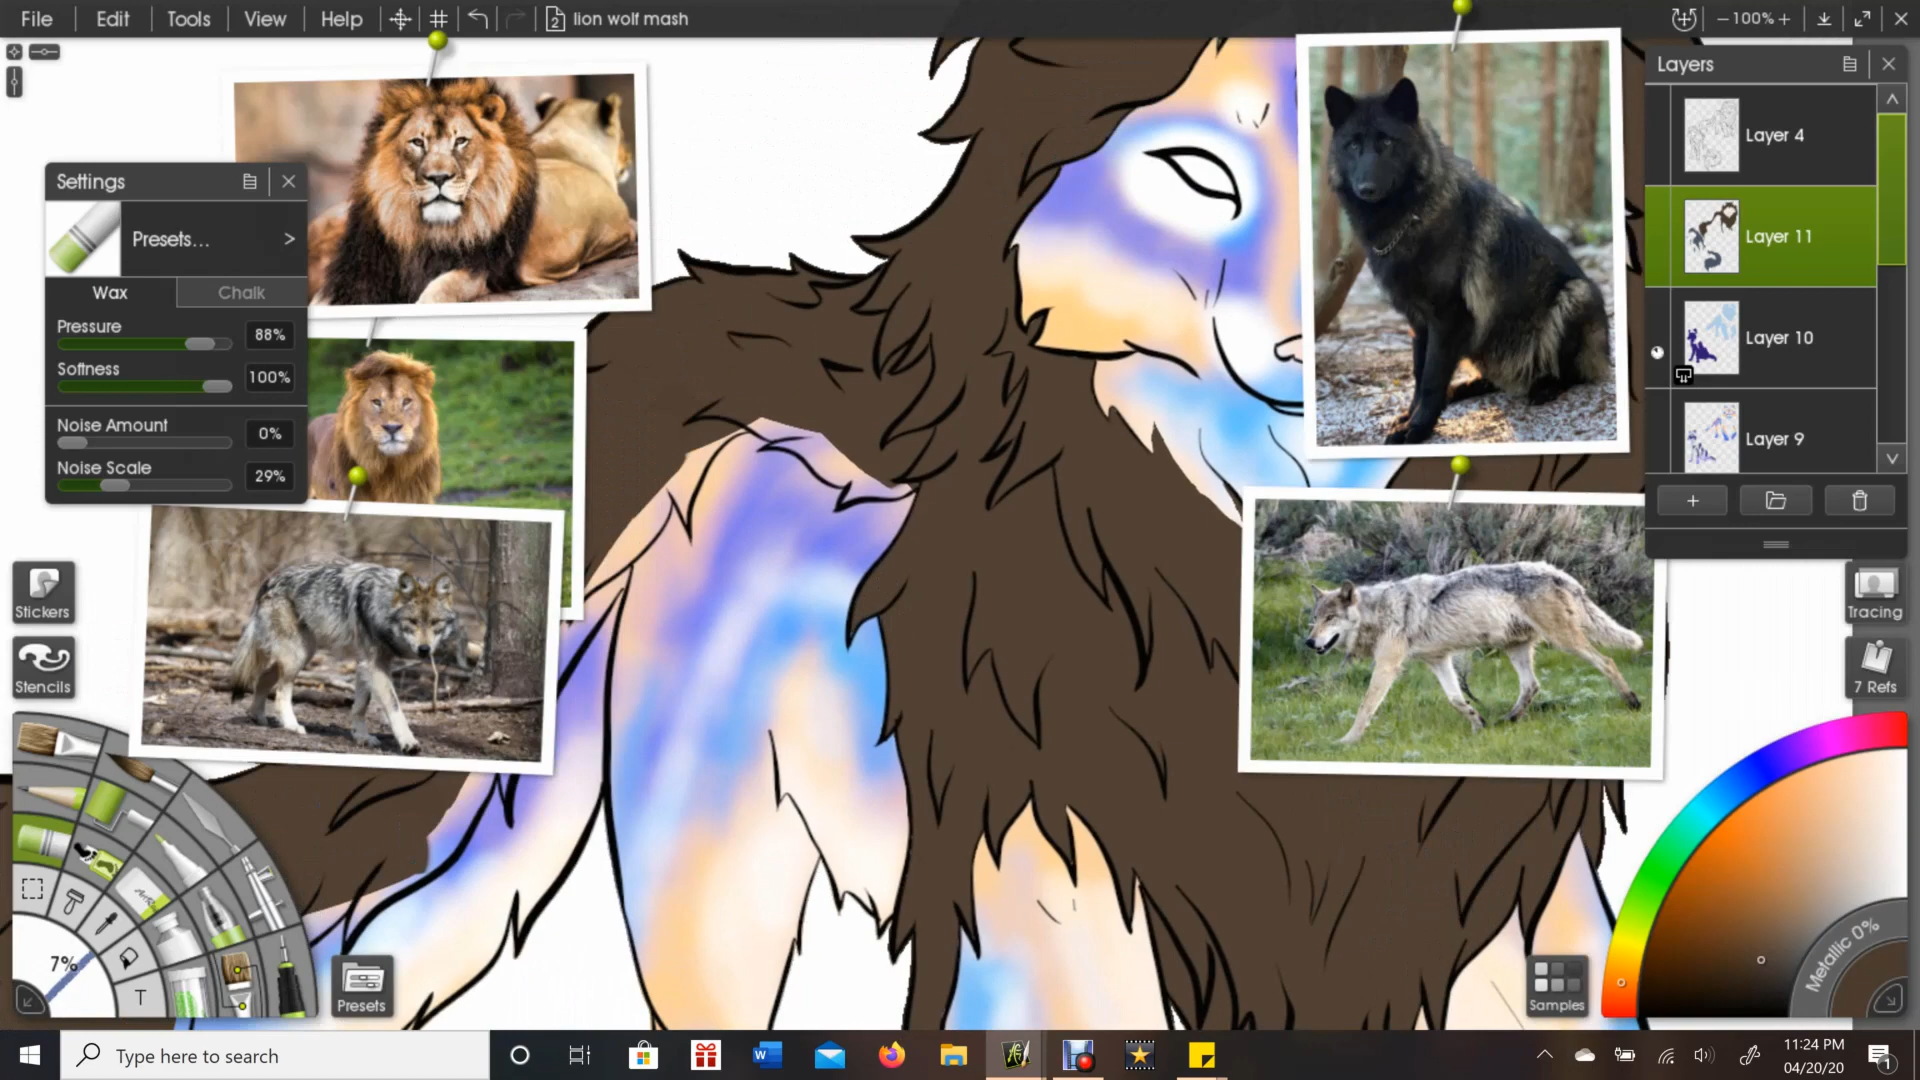 File Edit Tools View Help 2 lion wolf mash 100%
Layers
Layer 4
Layer 11
Layer 10
Layer 9
Settings
Presets...
Wax Chalk
Pressure 88%
Softness 100%
Noise Amount 0%
Noise Scale 29%
Stickers
Stencils
Tracing
7 Refs
7%
T
Presets
Samples
Metallic 0%
Type here to search
11:24 PM
04/20/20
1